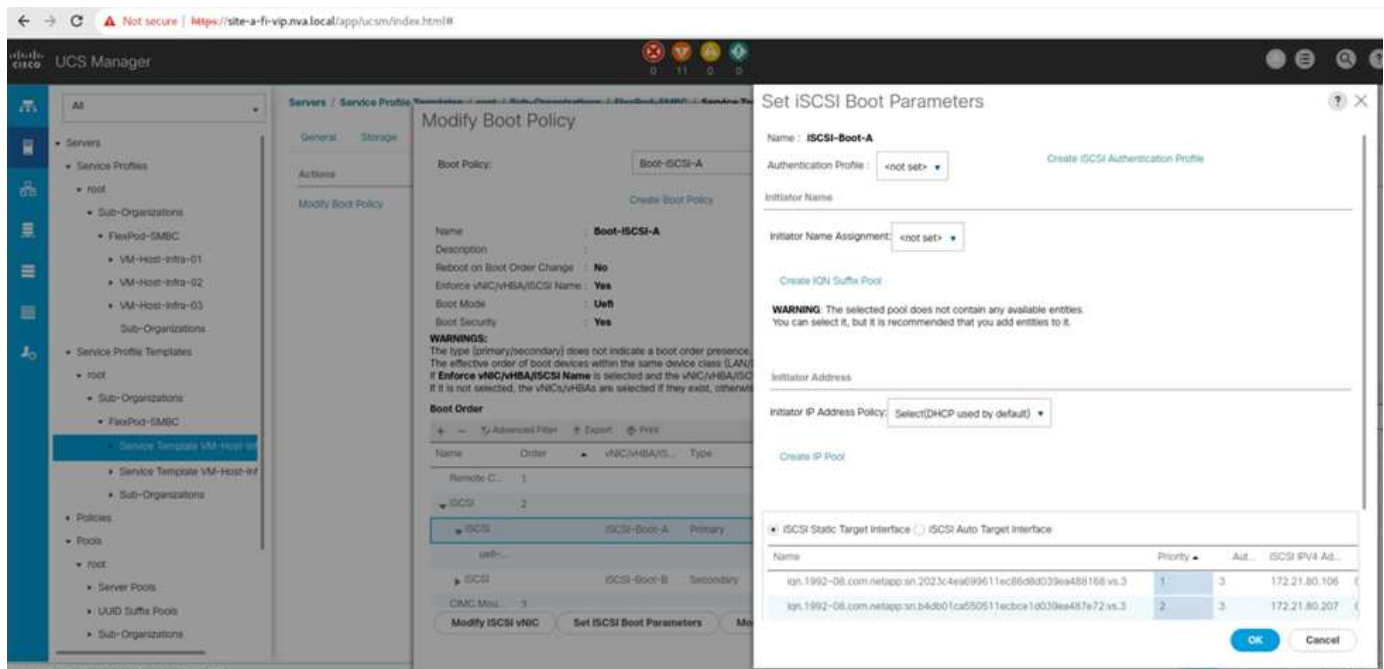 Not secure | https://site-a-fi-vip.nva.local/app/ucsm/index.html#
cisco UCS Manager
0 11 0 0
All
Servers
Service Profiles
root
Sub-Organizations
FlexPod-SMBC
VM-Host-Infra-01
VM-Host-Infra-02
VM-Host-Infra-03
Sub-Organizations
Service Profile Templates
root
Sub-Organizations
FlexPod-SMBC
Service Template VM-Host-Inf
Service Template VM-Host-Inf
Sub-Organizations
Policies
Pools
root
Server Pools
UUID Suffix Pools
Sub-Organizations
Servers / Service Profile Templates / root / Sub-Organizations / FlexPod-SMBC / Service Te
General Storage
Actions
Modify Boot Policy
Modify Boot Policy
Boot Policy: Boot-iSCSI-A
Create Boot Policy
Name : Boot-iSCSI-A
Description :
Reboot on Boot Order Change : No
Enforce vNIC/vHBA/iSCSI Name : Yes
Boot Mode : Uefi
Boot Security : Yes
WARNINGS:
The type (primary/secondary) does not indicate a boot order presence.
The effective order of boot devices within the same device class (LAN/
If Enforce vNIC/vHBA/iSCSI Name is selected and the vNIC/vHBA/iSC
If it is not selected, the vNICs/vHBAs are selected if they exist, otherwis
Boot Order
+ − Advanced Filter Export Print
Name Order vNIC/vHBA/iS... Type
Remote C... 1
iSCSI 2
iSCSI iSCSI-Boot-A Primary
uefi-...
iSCSI iSCSI-Boot-B Secondary
CIMC Mou... 3
Modify iSCSI vNIC Set iSCSI Boot Parameters Mo
Set iSCSI Boot Parameters
Name : iSCSI-Boot-A
Authentication Profile : <not set> Create iSCSI Authentication Profile
Initiator Name
Initiator Name Assignment: <not set>
Create IQN Suffix Pool
WARNING: The selected pool does not contain any available entities.
You can select it, but it is recommended that you add entities to it.
Initiator Address
Initiator IP Address Policy: Select(DHCP used by default)
Create IP Pool
iSCSI Static Target Interface iSCSI Auto Target Interface
Name Priority Aut... iSCSI IPV4 Ad...
iqn.1992-08.com.netapp:sn.2023c4ea699611ec86d8d039ea488168:vs.3 1 3 172.21.80.106
iqn.1992-08.com.netapp:sn.b4db01ca550511ecbce1d039ea487e72:vs.3 2 3 172.21.80.207
OK Cancel